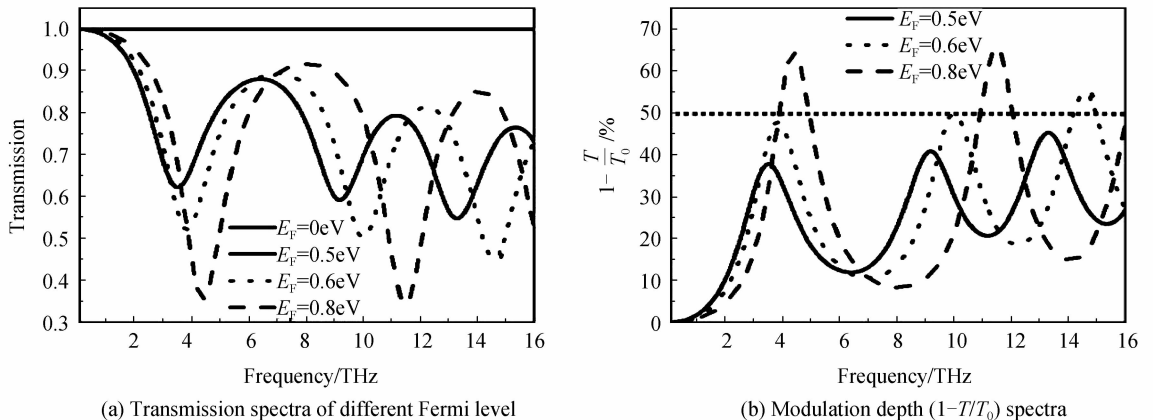 1.0
0.9
0.8
0.7
0.6
0.5
0.4
0.3
Transmission
E_F=0eV
E_F=0.5eV
E_F=0.6eV
E_F=0.8eV
2 4 6 8 10 12 14 16
Frequency/THz
(a) Transmission spectra of different Fermi level
70
60
50
40
30
20
10
0
1-T/T_0/%
E_F=0.5eV
E_F=0.6eV
E_F=0.8eV
2 4 6 8 10 12 14 16
Frequency/THz
(b) Modulation depth (1-T/T_0) spectra